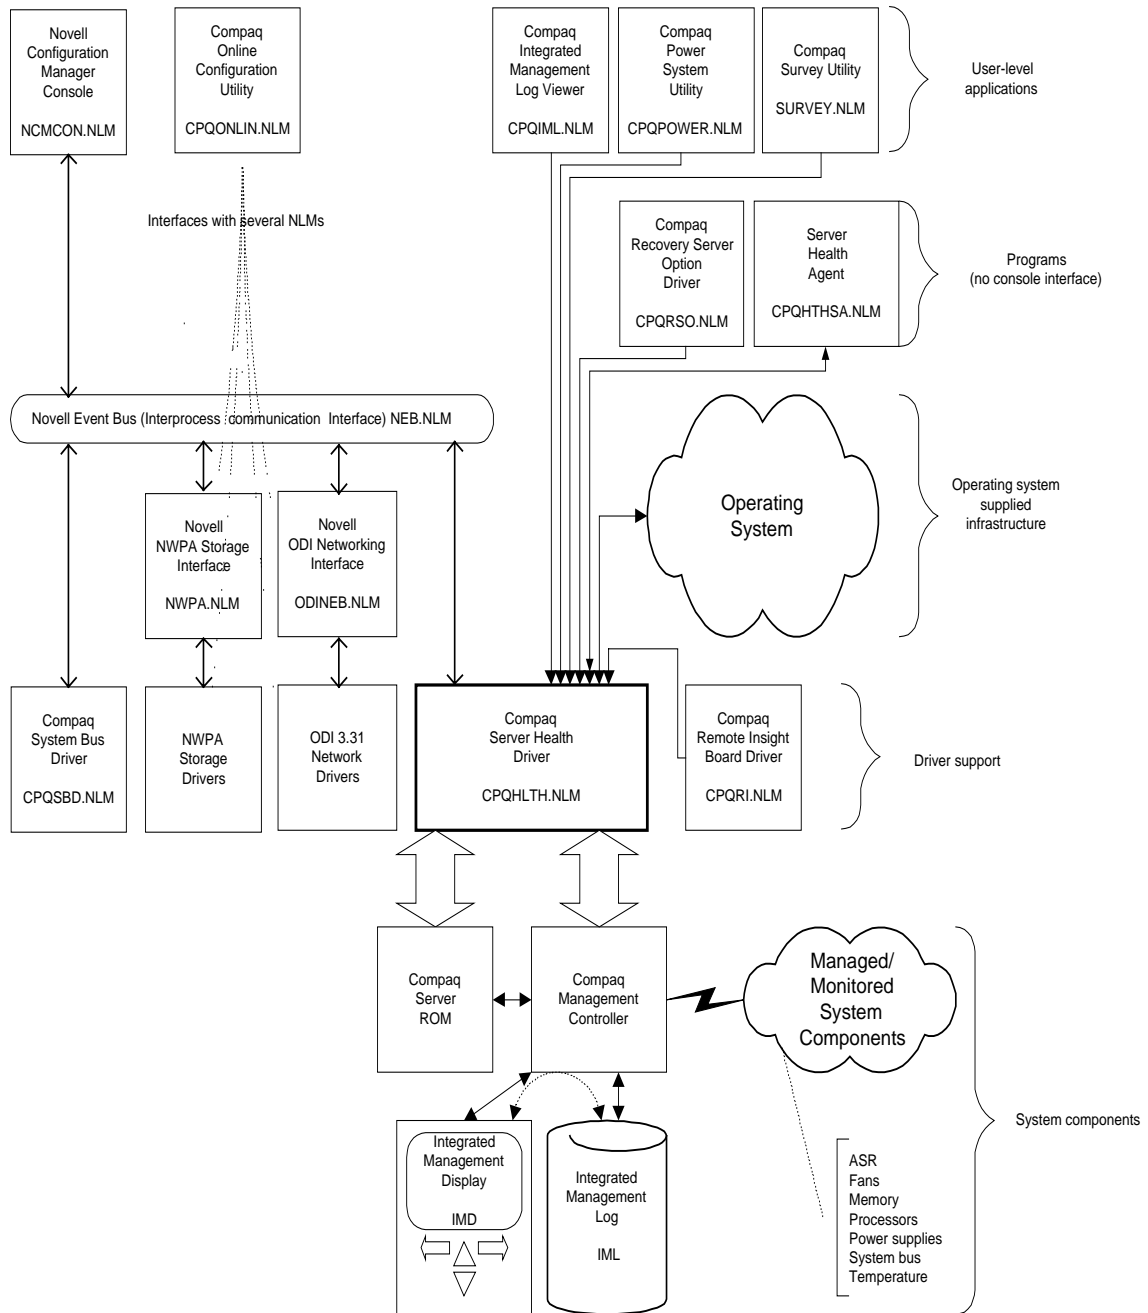 Novell
Configuration
Manager
Console
NCMCON.NLM
Compaq
Online
Configuration
Utility
CPQONLIN.NLM
Compaq
Integrated
Management
Log Viewer
CPQIML.NLM
Compaq
Power
System
Utility
CPQPOWER.NLM
Compaq
Survey Utility
SURVEY.NLM
User-level
applications
Interfaces with several NLMs
Compaq
Recovery Server
Option
Driver
CPQRSO.NLM
Server
Health
Agent
CPQHTHSA.NLM
Programs
(no console interface)
Novell Event Bus (Interprocess communication Interface) NEB.NLM
Novell
NWPA Storage
Interface
NWPA.NLM
Novell
ODI Networking
Interface
ODINEB.NLM
Operating
System
Operating system
supplied
infrastructure
Compaq
System Bus
Driver
CPQSBD.NLM
NWPA
Storage
Drivers
ODI 3.31
Network
Drivers
Compaq
Server Health
Driver
CPQHLTH.NLM
Compaq
Remote Insight
Board Driver
CPQRI.NLM
Driver support
Compaq
Server
ROM
Compaq
Management
Controller
Managed/
Monitored
System
Components
System components
Integrated
Management
Display
IMD
Integrated
Management
Log
IML
ASR
Fans
Memory
Processors
Power supplies
System bus
Temperature